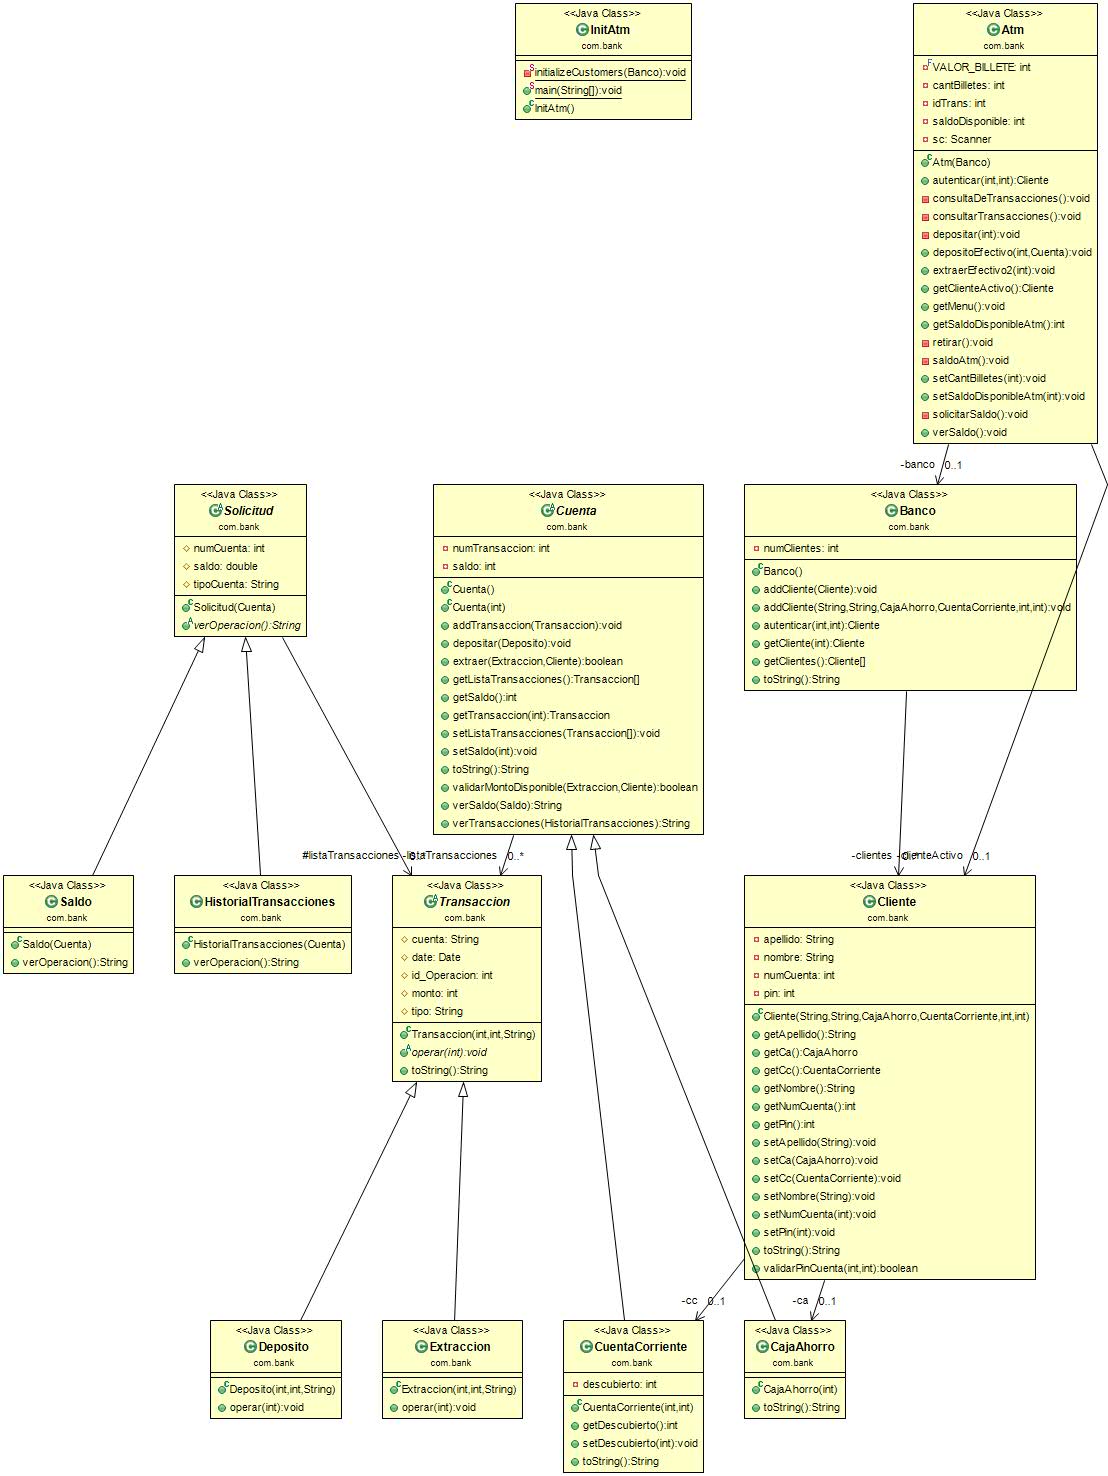 <<Java Class>>
InitAtm
com.bank
initializeCustomers(Banco):void
main(String[]):void
InitAtm()
<<Java Class>>
Atm
com.bank
VALOR_BILLETE: int
cantBilletes: int
idTrans: int
saldoDisponible: int
sc: Scanner
Atm(Banco)
autenticar(int,int):Cliente
consultaDeTransacciones():void
consultarTransacciones():void
depositar(int):void
depositoEfectivo(int,Cuenta):void
extraerEfectivo2(int):void
getClienteActivo():Cliente
getMenu():void
getSaldoDisponibleAtm():int
retirar():void
saldoAtm():void
setCantBilletes(int):void
setSaldoDisponibleAtm(int):void
solicitarSaldo():void
verSaldo():void
-banco 0..1
<<Java Class>>
Solicitud
com.bank
numCuenta: int
saldo: double
tipoCuenta: String
Solicitud(Cuenta)
verOperacion():String
<<Java Class>>
Cuenta
com.bank
numTransaccion: int
saldo: int
Cuenta()
Cuenta(int)
addTransaccion(Transaccion):void
depositar(Deposito):void
extraer(Extraccion,Cliente):boolean
getListaTransacciones():Transaccion[]
getSaldo():int
getTransaccion(int):Transaccion
setListaTransacciones(Transaccion[]):void
setSaldo(int):void
toString():String
validarMontoDisponible(Extraccion,Cliente):boolean
verSaldo(Saldo):String
verTransacciones(HistorialTransacciones):String
<<Java Class>>
Banco
com.bank
numClientes: int
Banco()
addCliente(Cliente):void
addCliente(String,String,CajaAhorro,CuentaCorriente,int,int):void
autenticar(int,int):Cliente
getCliente(int):Cliente
getClientes():Cliente[]
toString():String
#listaTransacciones 0..*
-listaTransacciones 0..*
-clientes 0..*
-clienteActivo 0..1
<<Java Class>>
Saldo
com.bank
Saldo(Cuenta)
verOperacion():String
<<Java Class>>
HistorialTransacciones
com.bank
HistorialTransacciones(Cuenta)
verOperacion():String
<<Java Class>>
Transaccion
com.bank
cuenta: String
date: Date
id_Operacion: int
monto: int
tipo: String
Transaccion(int,int,String)
operar(int):void
toString():String
<<Java Class>>
Cliente
com.bank
apellido: String
nombre: String
numCuenta: int
pin: int
Cliente(String,String,CajaAhorro,CuentaCorriente,int,int)
getApellido():String
getCa():CajaAhorro
getCc():CuentaCorriente
getNombre():String
getNumCuenta():int
getPin():int
setApellido(String):void
setCa(CajaAhorro):void
setCc(CuentaCorriente):void
setNombre(String):void
setNumCuenta(int):void
setPin(int):void
toString():String
validarPinCuenta(int,int):boolean
-cc 0..1
-ca 0..1
<<Java Class>>
Deposito
com.bank
Deposito(int,int,String)
operar(int):void
<<Java Class>>
Extraccion
com.bank
Extraccion(int,int,String)
operar(int):void
<<Java Class>>
CuentaCorriente
com.bank
descubierto: int
CuentaCorriente(int,int)
getDescubierto():int
setDescubierto(int):void
toString():String
<<Java Class>>
CajaAhorro
com.bank
CajaAhorro(int)
toString():String